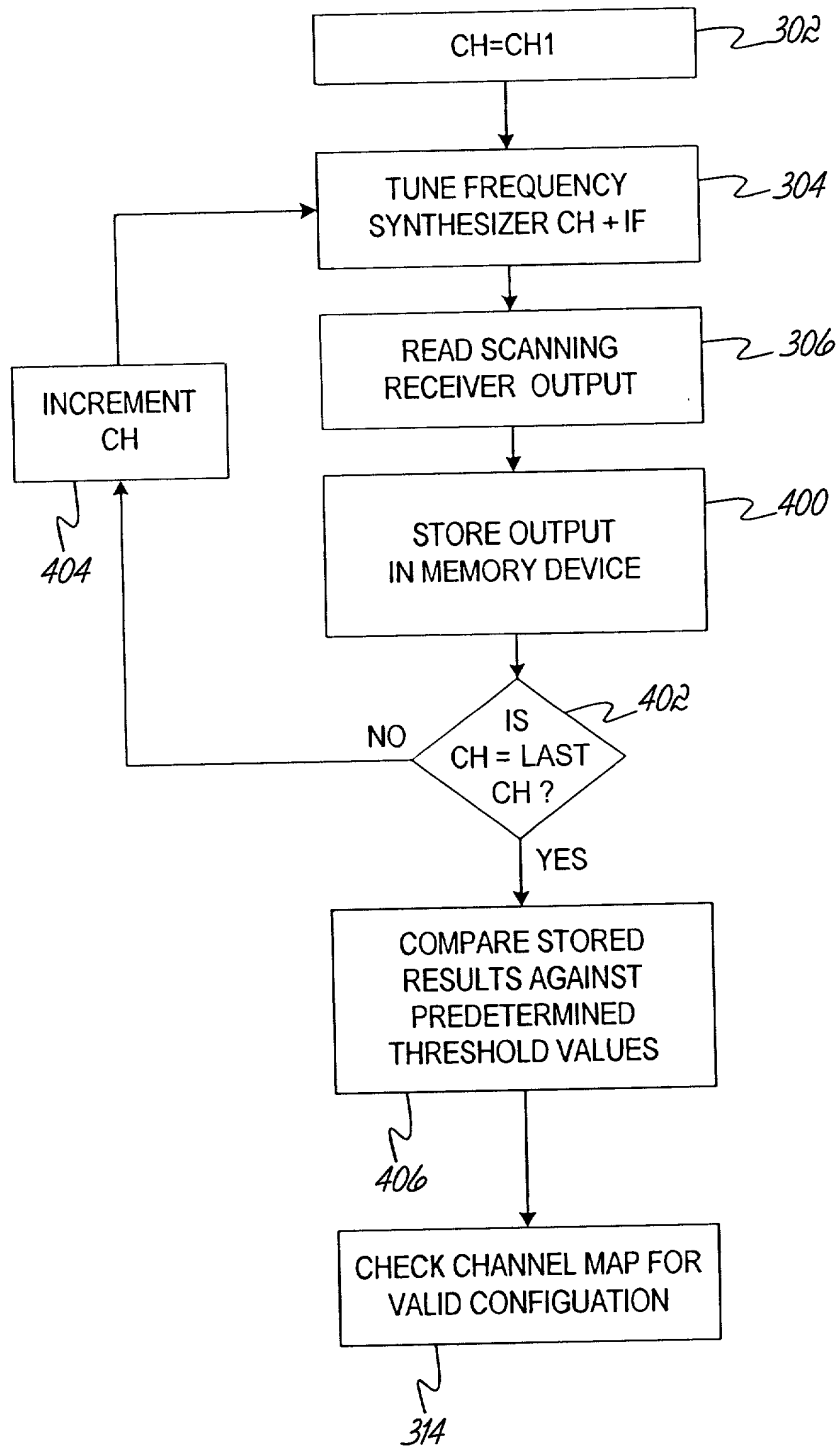 CH=CH1
302
TUNE FREQUENCY
SYNTHESIZER CH + IF
304
READ SCANNING
RECEIVER OUTPUT
306
INCREMENT
CH
404
STORE OUTPUT
IN MEMORY DEVICE
400
IS
CH = LAST
CH ?
402
NO
YES
COMPARE STORED
RESULTS AGAINST
PREDETERMINED
THRESHOLD VALUES
406
CHECK CHANNEL MAP FOR
VALID CONFIGUATION
314